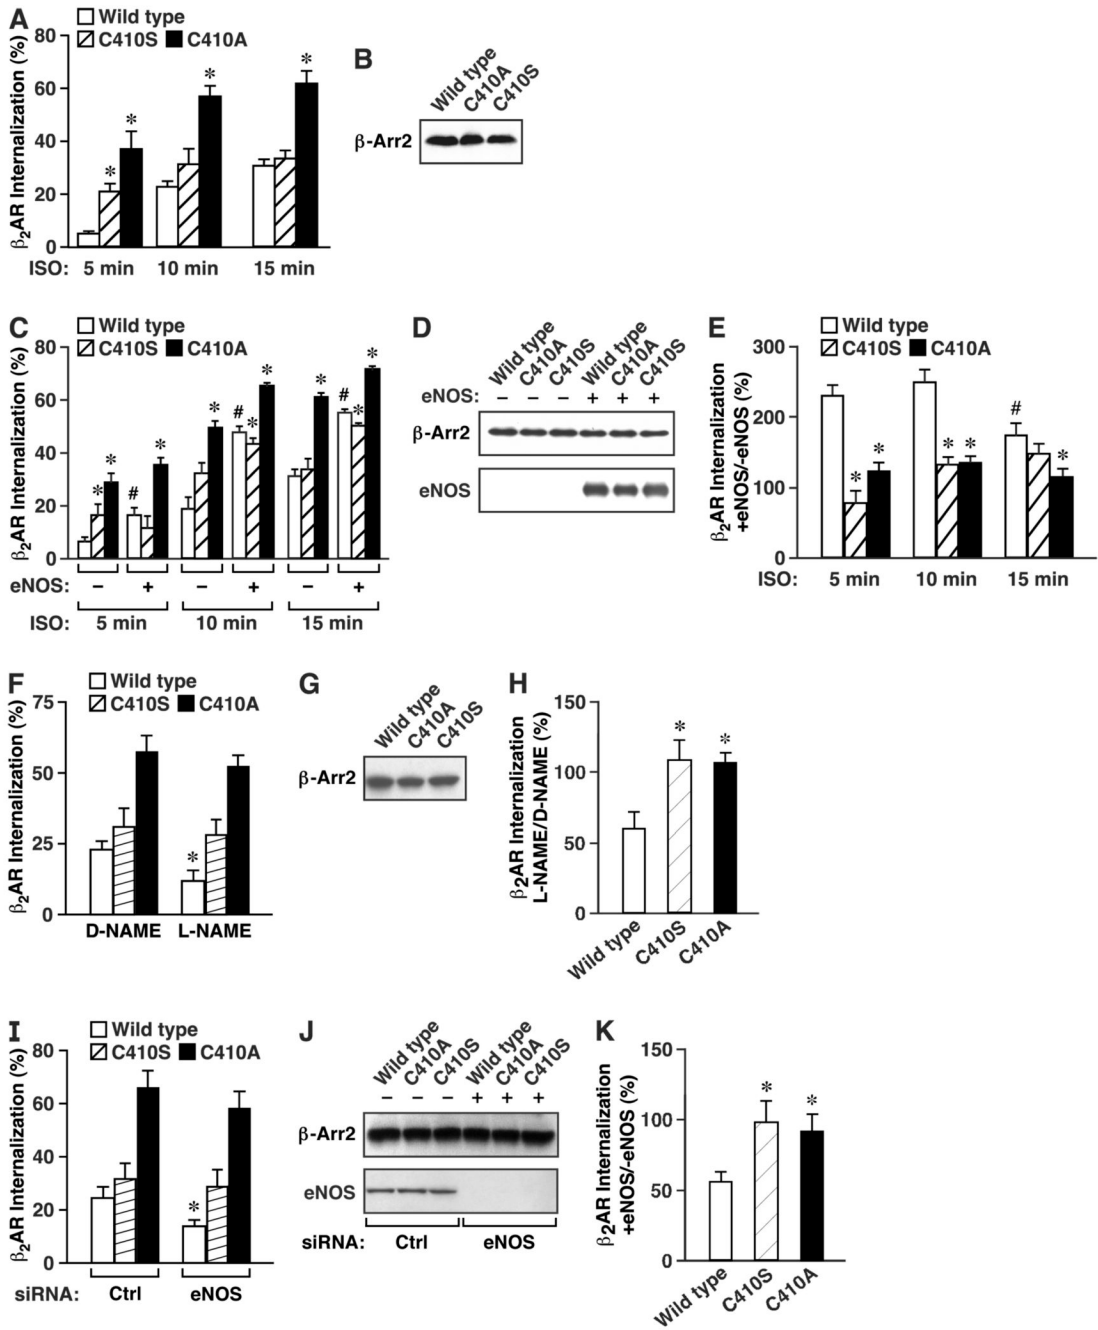 A
Wild type
C410S C410A
β2AR Internalization (%)
80
60
40
20
0
* * * *
ISO: 5 min 10 min 15 min
B
Wild type
C410A
C410S
β-Arr2
C
Wild type
C410S C410A
β2AR Internalization (%)
80
60
40
20
0
* * # * * # * * * # * *
eNOS: – + – + – +
ISO: 5 min 10 min 15 min
D
Wild type
C410A
C410S
Wild type
C410A
C410S
eNOS: – – – + + +
β-Arr2
eNOS
E
Wild type
C410S C410A
β2AR Internalization
+eNOS/-eNOS (%)
300
200
100
0
* * * * # *
ISO: 5 min 10 min 15 min
F
Wild type
C410S C410A
β2AR Internalization (%)
75
50
25
0
*
D-NAME L-NAME
G
Wild type
C410A
C410S
β-Arr2
H
β2AR Internalization
L-NAME/D-NAME (%)
150
100
50
0
* *
Wild type
C410S
C410A
I
Wild type
C410S C410A
β2AR Internalization (%)
80
60
40
20
0
*
siRNA: Ctrl eNOS
J
Wild type
C410A
C410S
Wild type
C410A
C410S
– – – + + +
β-Arr2
eNOS
siRNA: Ctrl eNOS
K
β2AR Internalization
+eNOS/-eNOS (%)
150
100
50
0
* *
Wild type
C410S
C410A